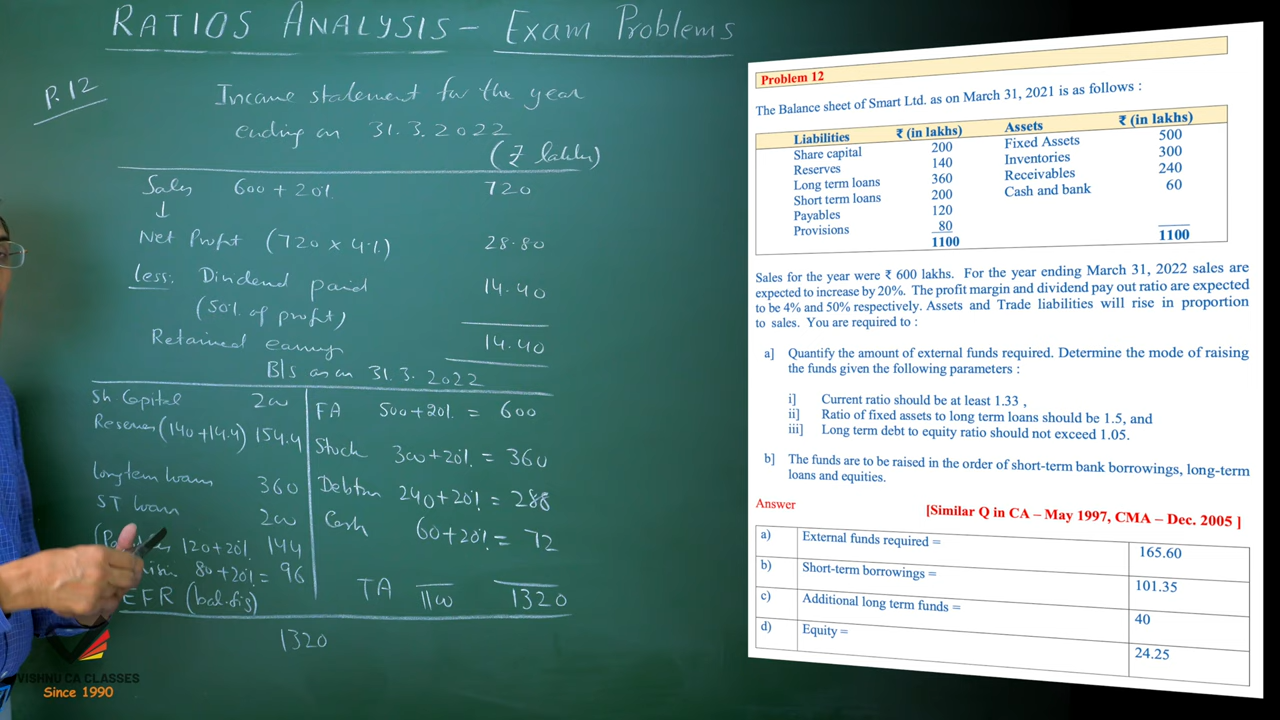 RATIOS ANALYSIS - Exam Problems
P.12
Income statement for the year
ending on 31.3.2022
(₹ lakhs)
Sales 600 + 20% 720
↓
Net Profit (720 x 4%) 28.80
Less: Dividend paid 14.40
(50% of profit)
Retained earnings 14.40
B/S as on 31.3.2022
Sh. Capital 200
Reserves (140+14.4) 154.4
Long term loans 360
ST loan 200
120+20% 144
80+20% = 96
EFR (bal. fig)
1320
FA 500+20% = 600
Stock 300+20% = 360
Debtors 240+20% = 288
Cash 60+20% = 72
TA 1100 1320
VISHNU CA CLASSES
Since 1990
Problem 12
The Balance sheet of Smart Ltd. as on March 31, 2021 is as follows :
Liabilities ₹ (in lakhs) Assets ₹ (in lakhs)
Share capital 200 Fixed Assets 500
Reserves 140 Inventories 300
Long term loans 360 Receivables 240
Short term loans 200 Cash and bank 60
Payables 120
Provisions 80
1100 1100
Sales for the year were ₹ 600 lakhs. For the year ending March 31, 2022 sales are
expected to increase by 20%. The profit margin and dividend pay out ratio are expected
to be 4% and 50% respectively. Assets and Trade liabilities will rise in proportion
to sales. You are required to :
a] Quantify the amount of external funds required. Determine the mode of raising
the funds given the following parameters :
i] Current ratio should be at least 1.33 ,
ii] Ratio of fixed assets to long term loans should be 1.5, and
iii] Long term debt to equity ratio should not exceed 1.05.
b] The funds are to be raised in the order of short-term bank borrowings, long-term
loans and equities.
Answer [Similar Q in CA – May 1997, CMA – Dec. 2005 ]
a) External funds required = 165.60
b) Short-term borrowings = 101.35
c) Additional long term funds = 40
d) Equity = 24.25